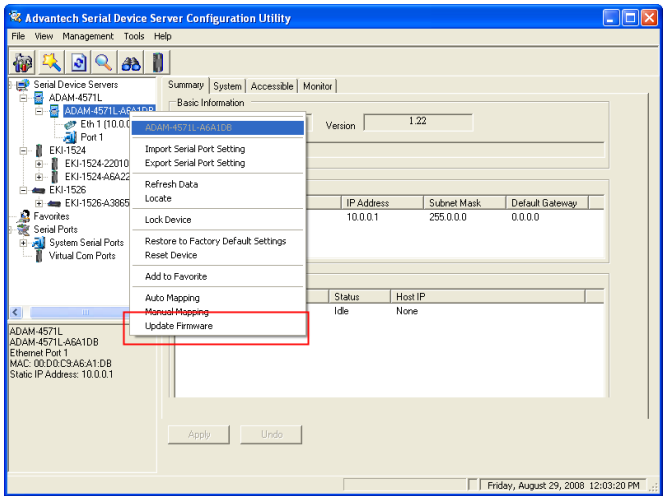 Advantech Serial Device Server Configuration Utility
File View Management Tools Help
Serial Device Servers
ADAM-4571L
ADAM-4571L-A6A1DB
Eth 1 (10.0.0
Port 1
EKI-1524
EKI-1524-22010
EKI-1524-A6A22
EKI-1526
EKI-1526-A3865
Favorites
Serial Ports
System Serial Ports
Virtual Com Ports
ADAM-4571L
ADAM-4571L-A6A1DB
Ethernet Port 1
MAC: 00:D0:C9:A6:A1:DB
Static IP Address: 10.0.0.1
Summary System Accessible Monitor
Basic Information
Version 1.22
ADAM-4571L-A6A1DB
Import Serial Port Setting
Export Serial Port Setting
Refresh Data
Locate
Lock Device
Restore to Factory Default Settings
Reset Device
Add to Favorite
Auto Mapping
Manual Mapping
Update Firmware
IP Address Subnet Mask Default Gateway
10.0.0.1 255.0.0.0 0.0.0.0
Status Host IP
Idle None
Apply Undo
Friday, August 29, 2008 12:03:20 PM